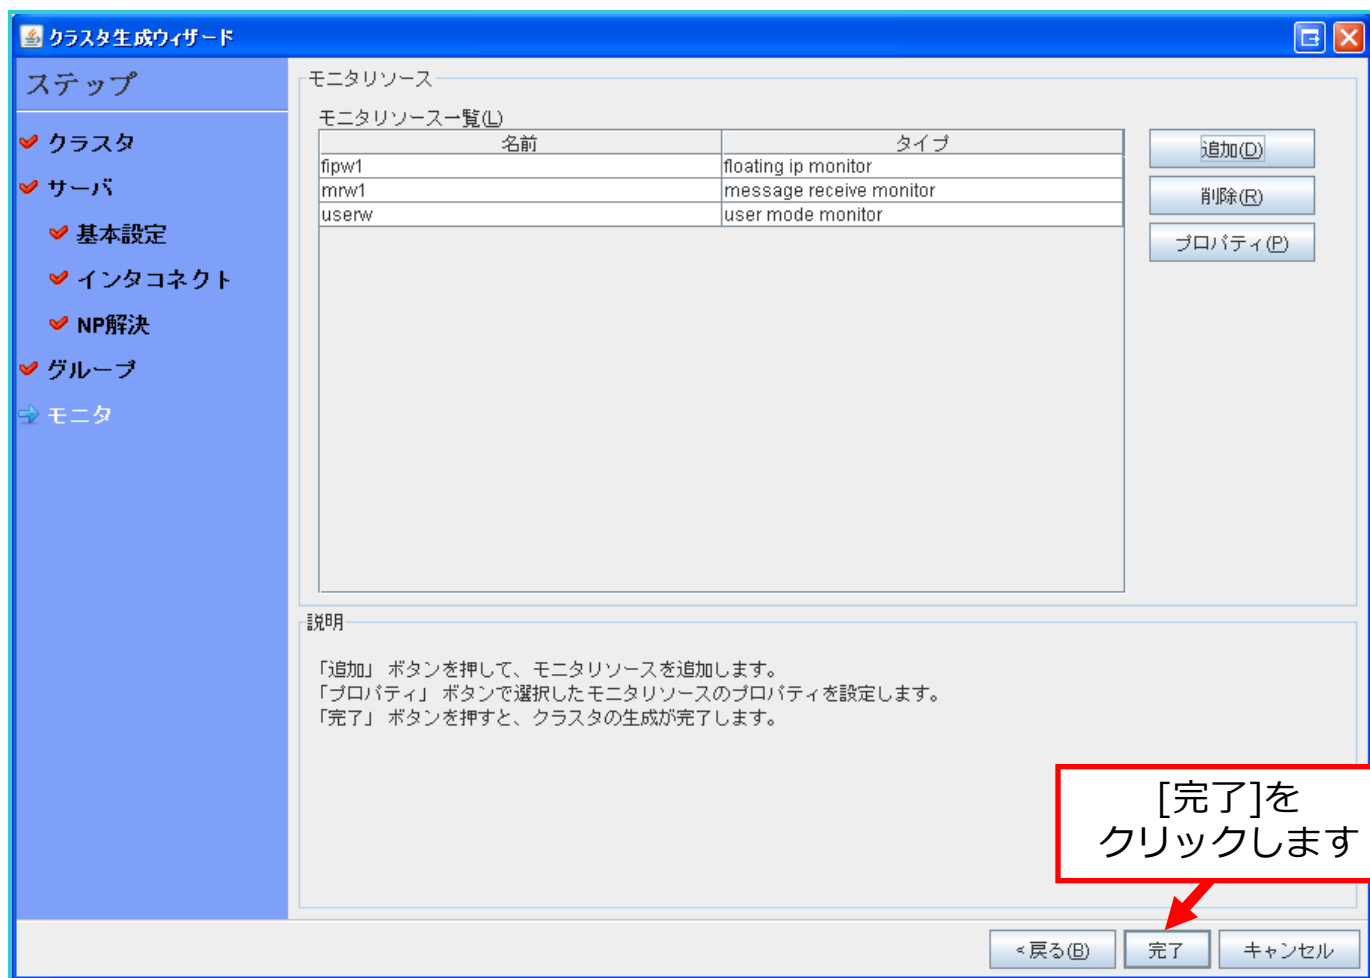 クラスタ生成ウィザード
ステップ
クラスタ
サーバ
基本設定
インタコネクト
NP解決
グループ
モニタ
モニタリソース
モニタリソース一覧(L)
名前 タイプ
fipw1 floating ip monitor
mrw1 message receive monitor
userw user mode monitor
追加(D)
削除(R)
プロパティ(P)
説明
「追加」 ボタンを押して、モニタリソースを追加します。
「プロパティ」 ボタンで選択したモニタリソースのプロパティを設定します。
「完了」 ボタンを押すと、クラスタの生成が完了します。
[完了]を
クリックします
<戻る(B) 完了 キャンセル